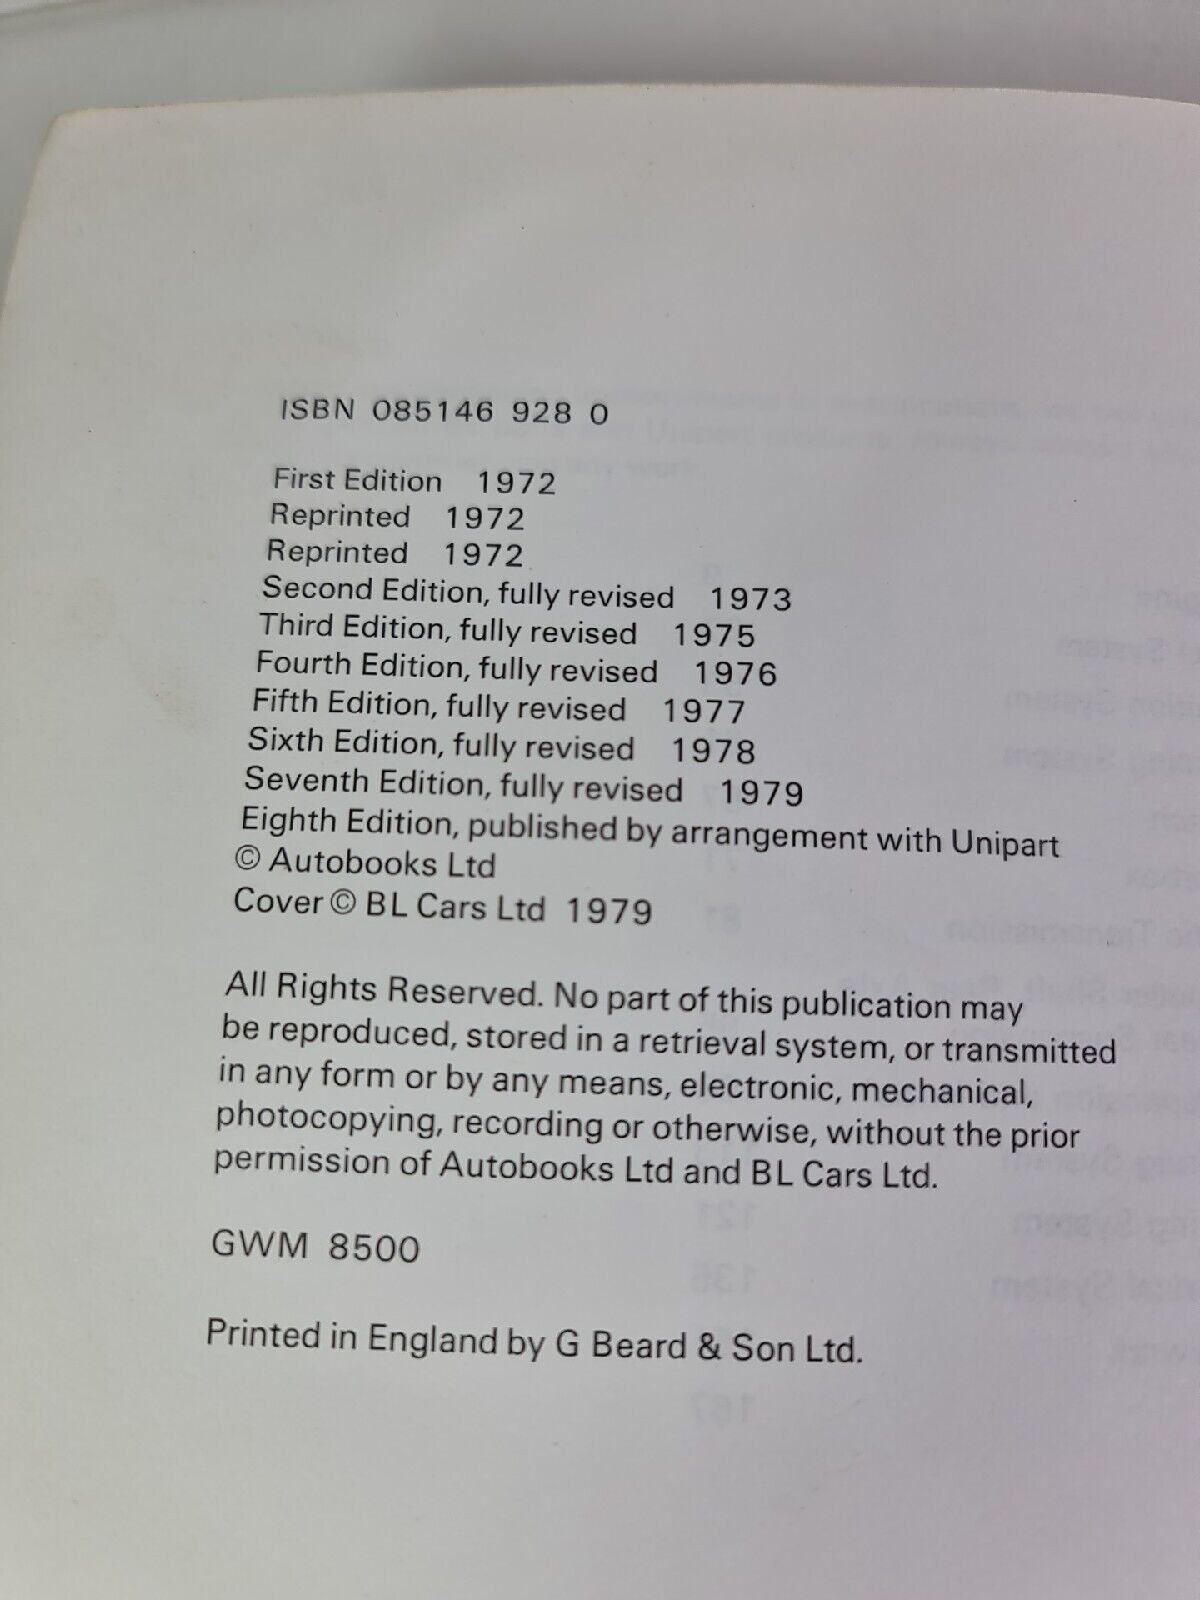 ISBN 085146 928 0
First Edition 1972
Reprinted 1972
Reprinted 1972
Second Edition, fully revised 1973
Third Edition, fully revised 1975
Fourth Edition, fully revised 1976
Fifth Edition, fully revised 1977
Sixth Edition, fully revised 1978
Seventh Edition, fully revised 1979
Eighth Edition, published by arrangement with Unipart
© Autobooks Ltd
Cover © BL Cars Ltd 1979
All Rights Reserved. No part of this publication may
be reproduced, stored in a retrieval system, or transmitted
in any form or by any means, electronic, mechanical,
photocopying, recording or otherwise, without the prior
permission of Autobooks Ltd and BL Cars Ltd.
GWM 8500
Printed in England by G Beard & Son Ltd.